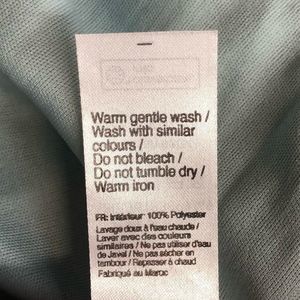 Warm gentle wash /
Wash with similar
colours /
Do not bleach /
Do not tumble dry /
Warm iron
FR: Intérieur: 100% Polyester
Lavage doux à l'eau chaude /
Laver avec des couleurs
similaires / Ne pas utiliser d'eau
de Javel / Ne pas sécher en
tambour / Repasser à chaud
Fabriqué au Maroc